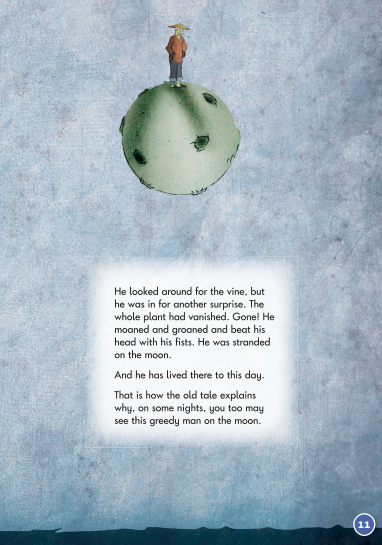 He looked around for the vine, but
he was in for another surprise. The
whole plant had vanished. Gone! He
moaned and groaned and beat his
head with his fists. He was stranded
on the moon.
And he has lived there to this day.
That is how the old tale explains
why, on some nights, you too may
see this greedy man on the moon.
11